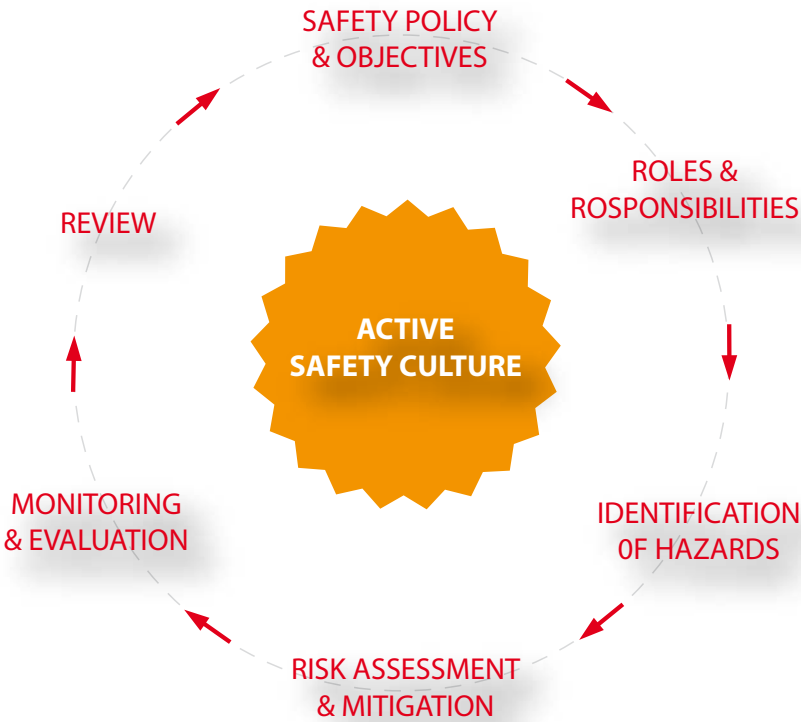 SAFETY POLICY
& OBJECTIVES
ROLES &
ROSPONSIBILITIES
IDENTIFICATION
0F HAZARDS
RISK ASSESSMENT
& MITIGATION
MONITORING
& EVALUATION
REVIEW
ACTIVE
SAFETY CULTURE